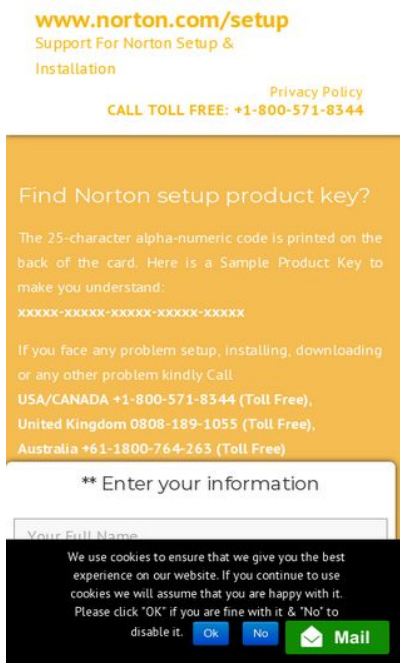 www.norton.com/setup
Support For Norton Setup &
Installation
Privacy Policy
CALL TOLL FREE: +1-800-571-8344
Find Norton setup product key?
The 25-character alpha-numeric code is printed on the
back of the card. Here is a Sample Product Key to
make you understand:
xxxxx-xxxxx-xxxxx-xxxxx-xxxxx
If you face any problem setup, installing, downloading
or any other problem kindly Call
USA/CANADA +1-800-571-8344 (Toll Free),
United Kingdom 0808-189-1055 (Toll Free),
Australia +61-1800-764-263 (Toll Free)
** Enter your information
Your Full Name
We use cookies to ensure that we give you the best
experience on our website. If you continue to use
cookies we will assume that you are happy with it.
Please click "OK" if you are fine with it & "No" to
disable it. Ok No
Mail